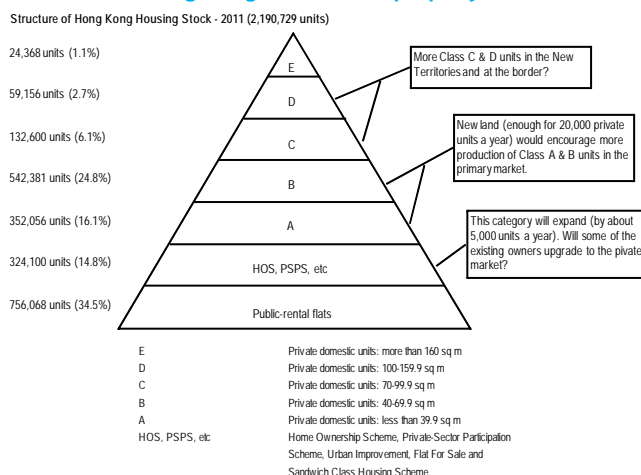 Structure of Hong Kong Housing Stock - 2011 (2,190,729 units)
24,368 units (1.1%)
59,156 units (2.7%)
132,600 units (6.1%)
542,381 units (24.8%)
352,056 units (16.1%)
324,100 units (14.8%)
756,068 units (34.5%)
E
D
C
B
A
HOS, PSPS, etc
Public-rental flats
More Class C & D units in the New
Territories and at the border?
New land (enough for 20,000 private
units a year) would encourage more
production of Class A & B units in the
primary market.
This category will expand (by about
5,000 units a year). Will some of the
existing owners upgrade to the pivate
market?
E Private domestic units: more than 160 sq m
D Private domestic units: 100-159.9 sq m
C Private domestic units: 70-99.9 sq m
B Private domestic units: 40-69.9 sq m
A Private domestic units: less than 39.9 sq m
HOS, PSPS, etc Home Ownership Scheme, Private-Sector Participation
Scheme, Urban Improvement, Flat For Sale and
Sandwich Class Housing Scheme